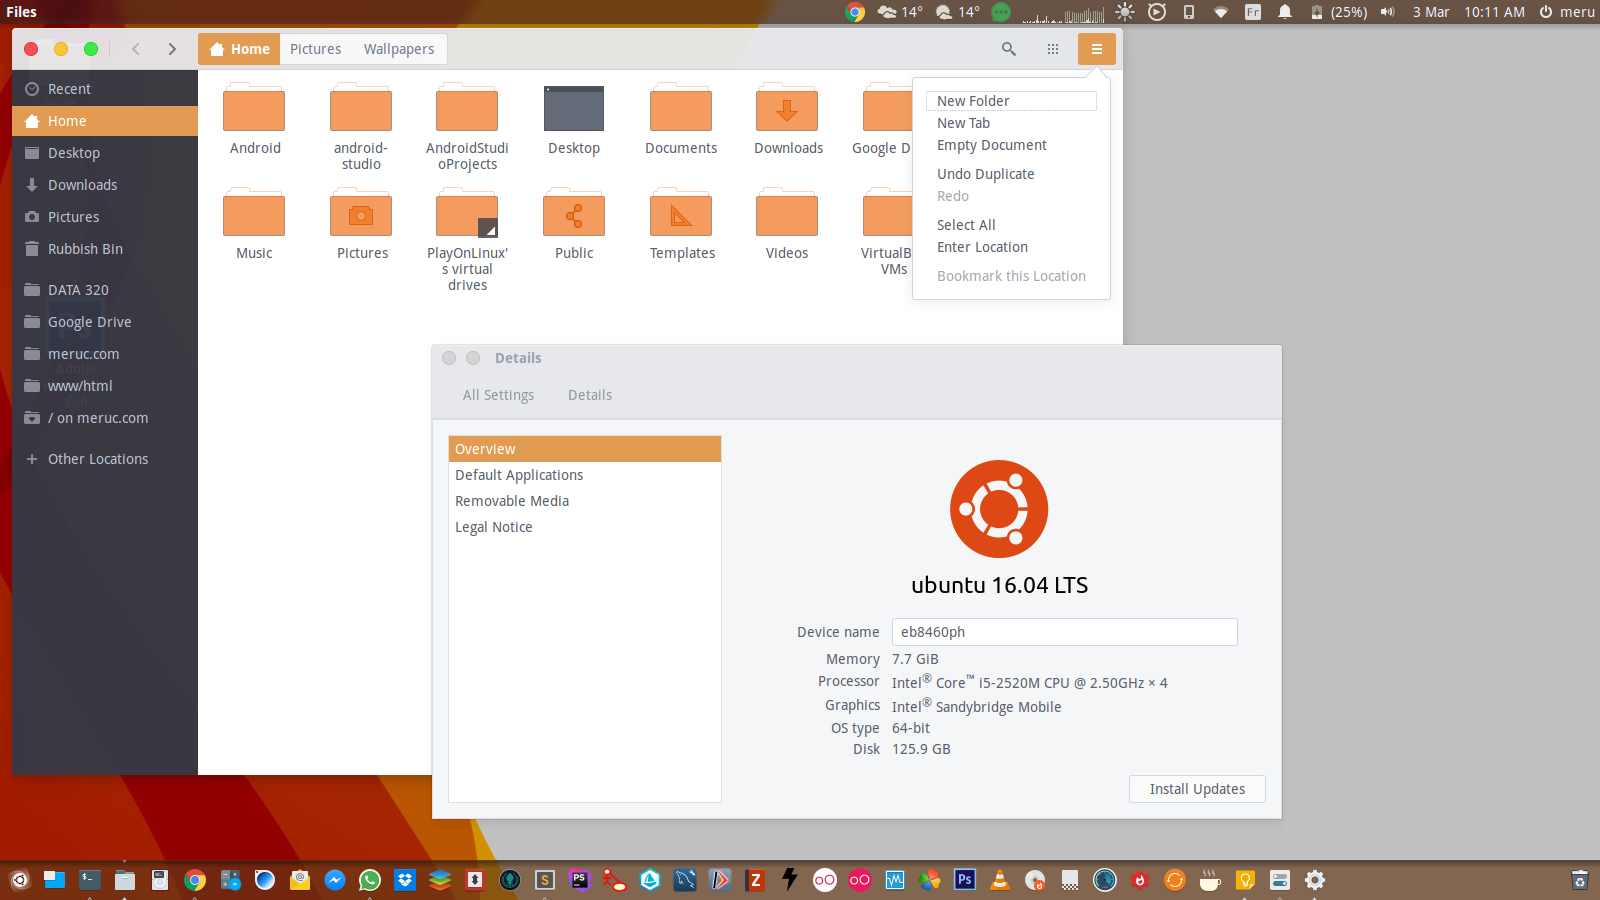 Files
14°
14°
Fr
(25%)
3 Mar
10:11 AM
meru
Home
Pictures
Wallpapers
Recent
Home
Desktop
Downloads
Pictures
Rubbish Bin
DATA 320
Google Drive
meruc.com
www/html
/ on meruc.com
Other Locations
Android
android-
studio
AndroidStudi
oProjects
Desktop
Documents
Downloads
Google D
Music
Pictures
PlayOnLinux'
s virtual
drives
Public
Templates
Videos
VirtualB
VMs
New Folder
New Tab
Empty Document
Undo Duplicate
Redo
Select All
Enter Location
Bookmark this Location
Details
All Settings
Details
Overview
Default Applications
Removable Media
Legal Notice
ubuntu 16.04 LTS
Device name eb8460ph
Memory 7.7 GiB
Processor Intel® Core™ i5-2520M CPU @ 2.50GHz × 4
Graphics Intel® Sandybridge Mobile
OS type 64-bit
Disk 125.9 GB
Install Updates
S
PS
Z
Ps